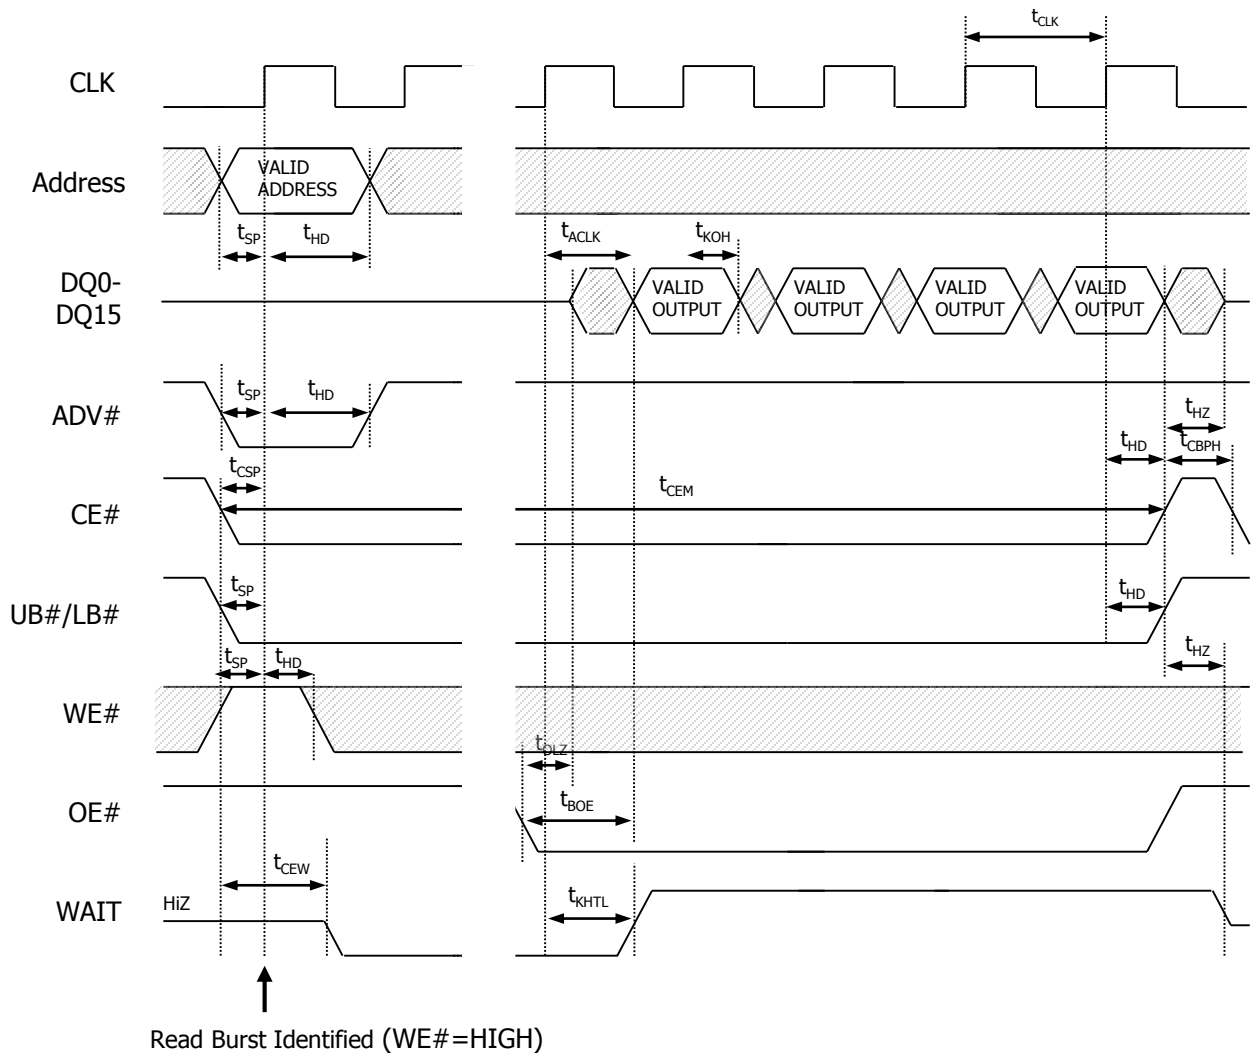 tCLK
CLK
Address
VALID
ADDRESS
tSP
tHD
tACLK
tKOH
DQ0-
DQ15
VALID
OUTPUT
VALID
OUTPUT
VALID
OUTPUT
VALID
OUTPUT
ADV#
tSP
tHD
tHZ
tHD
tCBPH
CE#
tCSP
tCEM
UB#/LB#
tSP
tHD
tSP
tHD
tHZ
WE#
tOLZ
OE#
tBOE
tCEW
WAIT
HiZ
tKHTL
Read Burst Identified (WE#=HIGH)